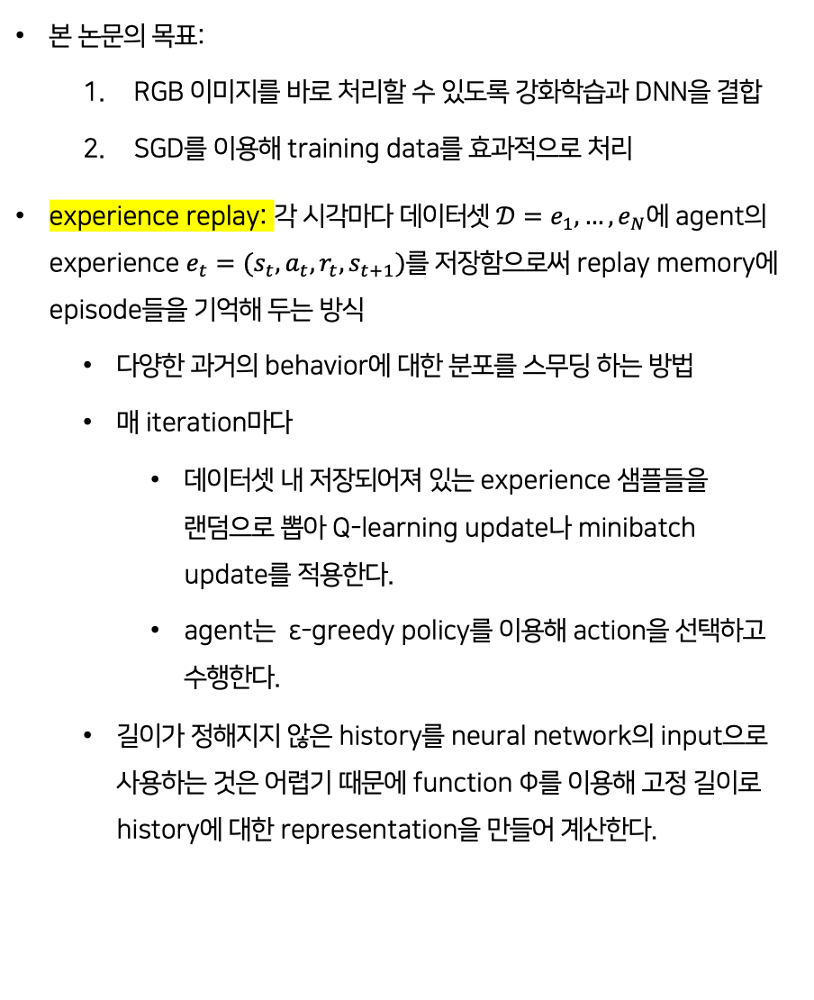 • 본 논문의 목표:
1. RGB 이미지를 바로 처리할 수 있도록 강화학습과 DNN을 결합
2. SGD를 이용해 training data를 효과적으로 처리
• experience replay: 각 시각마다 데이터셋 𝒟 = e₁, … , e_N에 agent의
experience e_t = (s_t, a_t, r_t, s_{t+1})를 저장함으로써 replay memory에
episode들을 기억해 두는 방식
• 다양한 과거의 behavior에 대한 분포를 스무딩 하는 방법
• 매 iteration마다
• 데이터셋 내 저장되어져 있는 experience 샘플들을
랜덤으로 뽑아 Q-learning update나 minibatch
update를 적용한다.
• agent는 ε-greedy policy를 이용해 action을 선택하고
수행한다.
• 길이가 정해지지 않은 history를 neural network의 input으로
사용하는 것은 어렵기 때문에 function Φ를 이용해 고정 길이로
history에 대한 representation을 만들어 계산한다.